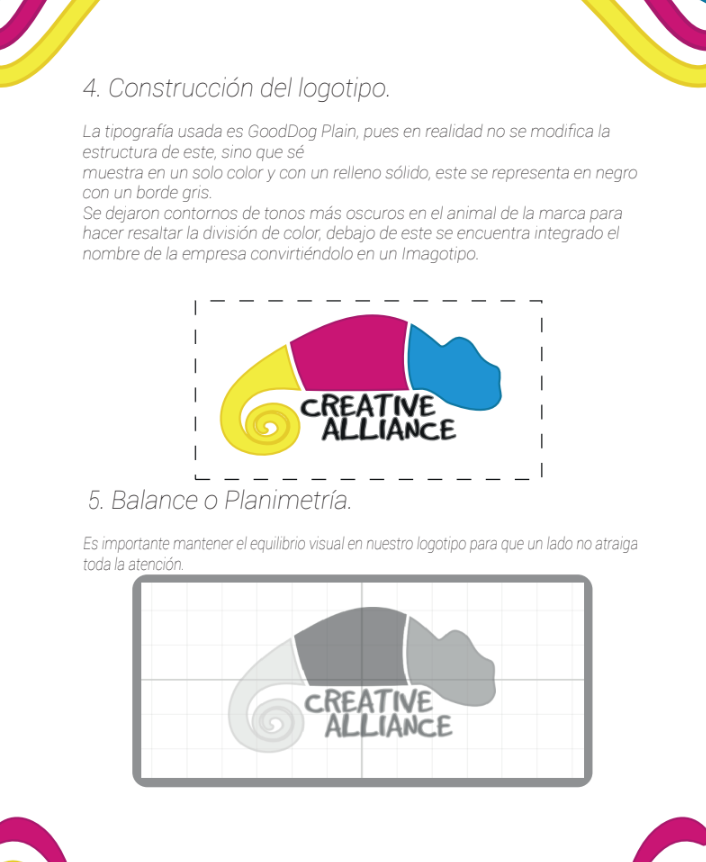 4. Construcción del logotipo.
La tipografía usada es GoodDog Plain, pues en realidad no se modifica la
estructura de este, sino que sé
muestra en un solo color y con un relleno sólido, este se representa en negro
con un borde gris.
Se dejaron contornos de tonos más oscuros en el animal de la marca para
hacer resaltar la división de color, debajo de este se encuentra integrado el
nombre de la empresa convirtiéndolo en un Imagotipo.
CREATIVE
ALLIANCE
5. Balance o Planimetría.
Es importante mantener el equilibrio visual en nuestro logotipo para que un lado no atraiga
toda la atención.
CREATIVE
ALLIANCE